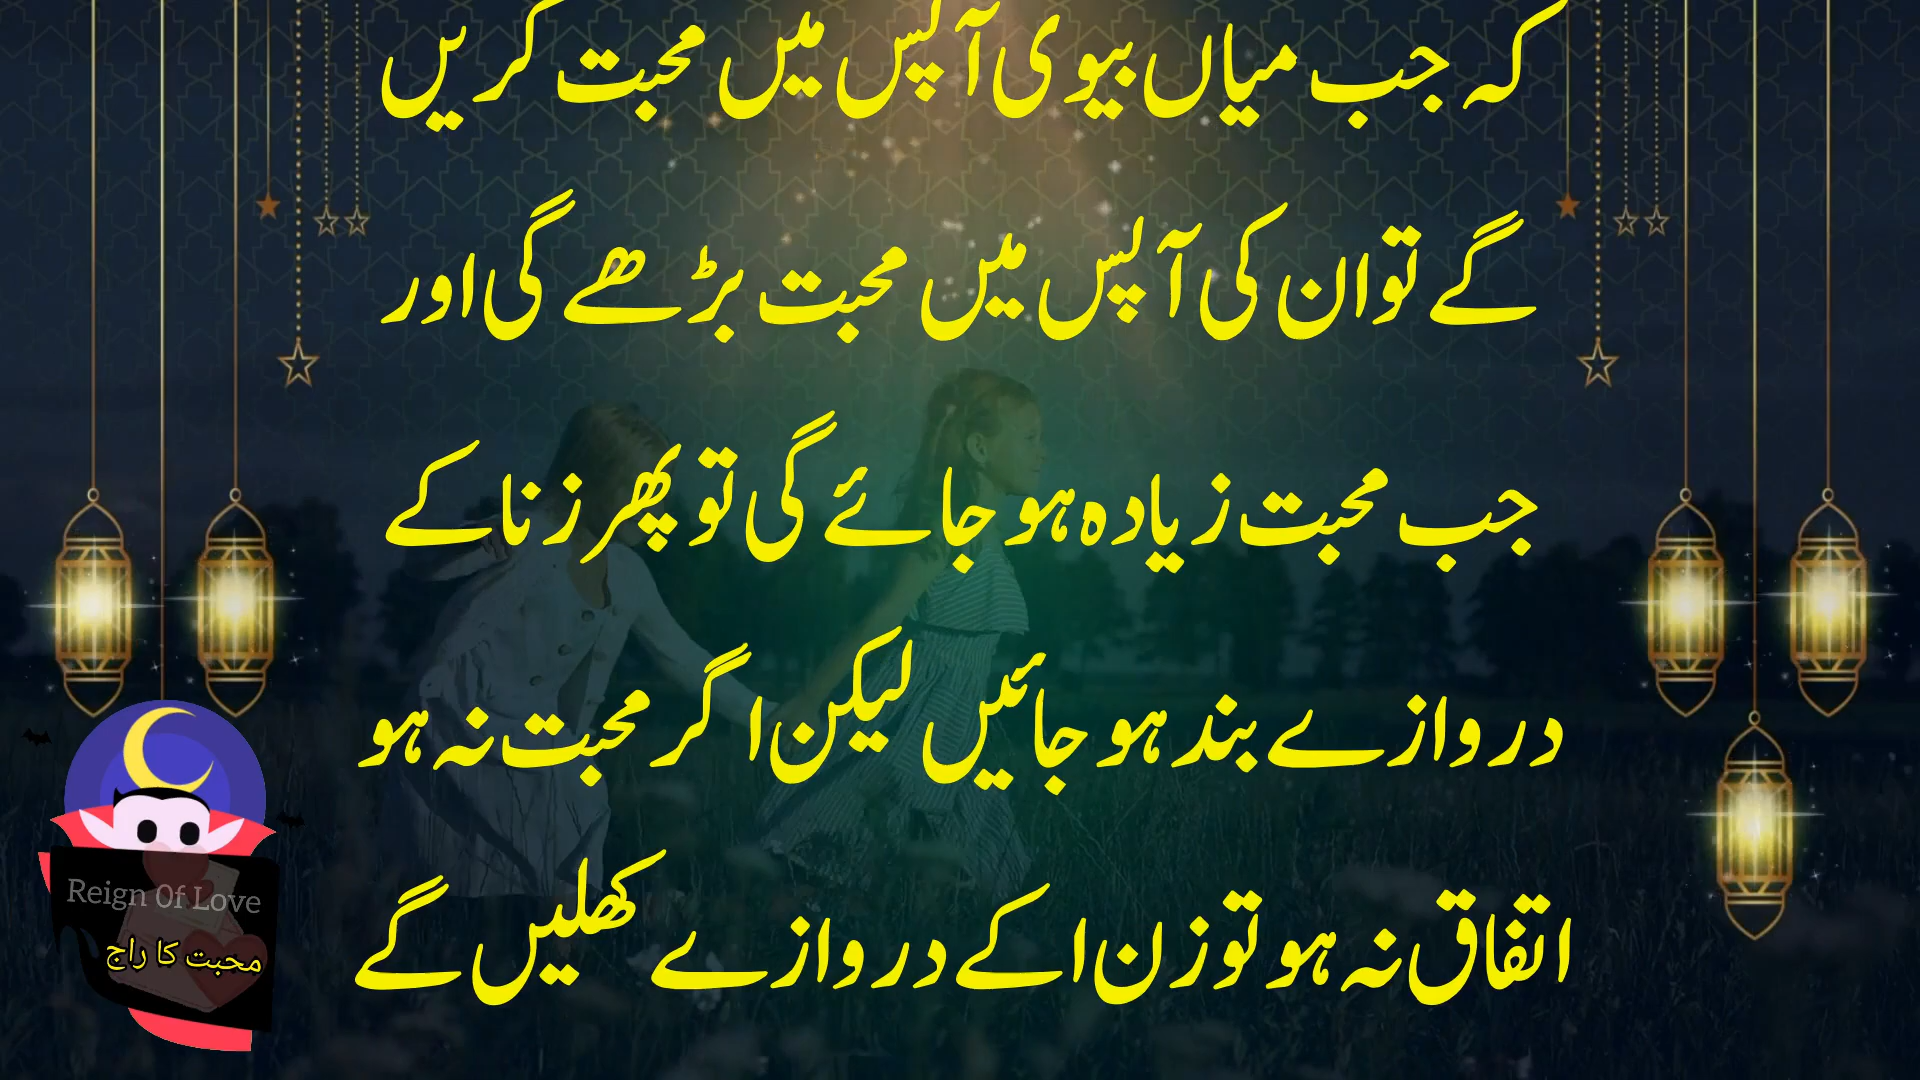 کہ جب میاں بیوی آپس میں محبت کریں
گے تو ان کی آپس میں محبت بڑھے گی اور
جب محبت زیادہ ہو جائے گی تو پھر زنا کے
دروازے بند ہو جائیں لیکن اگر محبت نہ ہو
اتفاق نہ ہو تو زن ا کے دروازے کھلیں گے
Reign Of Love
محبت کا راج